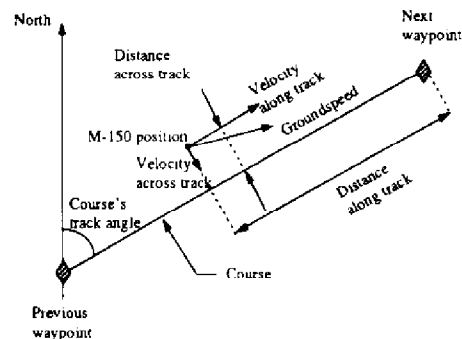 North
Next
waypoint
Distance
across track
Velocity
along track
Groundspeed
M-150 position
Velocity
across track
Distance
along track
Course's
track angle
Course
Previous
waypoint